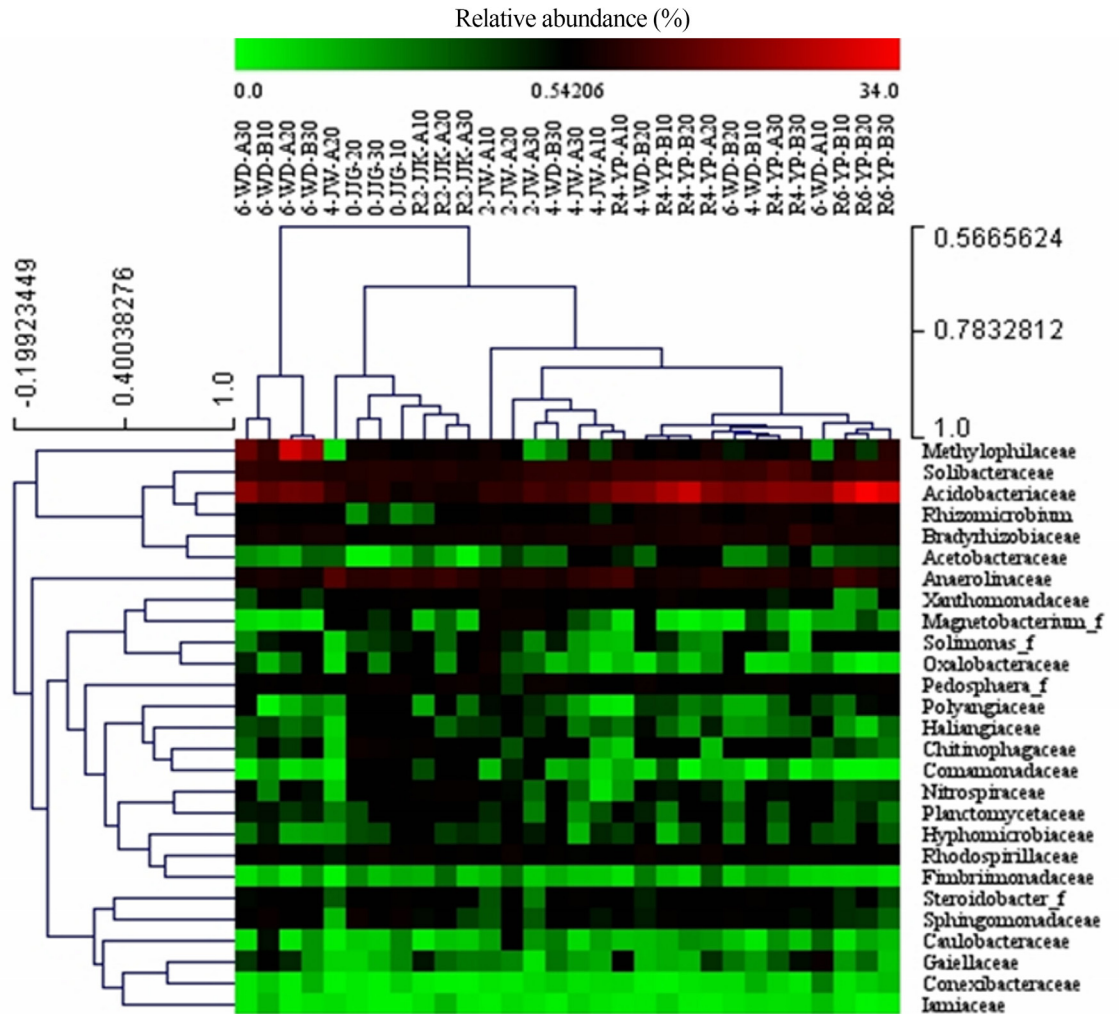 Relative abundance (%)
0.0 0.54206 34.0
6-WD-A30
6-WD-B10
6-WD-A20
6-WD-B30
4-JW-A20
0-JJG-20
0-JJG-30
0-JJG-10
R2-JJK-A10
R2-JJK-A20
R2-JJK-A30
2-JW-A10
2-JW-A20
2-JW-A30
4-WD-B30
4-JW-A30
4-JW-A10
R4-YP-A10
4-WD-B20
R4-YP-B10
R4-YP-B20
R4-YP-A20
6-WD-B20
4-WD-B10
R4-YP-A30
R4-YP-B30
6-WD-A10
R6-YP-B10
R6-YP-B20
R6-YP-B30
-0.19923449
0.40038276
1.0
0.5665624
0.7832812
1.0
Methylophilaceae
Solibacteraceae
Acidobacteriaceae
Rhizomicrobium
Bradyrhizobiaceae
Acetobacteraceae
Anaerolinaceae
Xanthomonadaceae
Magnetobacterium_f
Solimonas_f
Oxalobacteraceae
Pedosphaera_f
Polyangiaceae
Haliangiaceae
Chitinophagaceae
Comamonadaceae
Nitrospiraceae
Planctomycetaceae
Hyphomicrobiaceae
Rhodospirillaceae
Fimbriimonadaceae
Steroidobacter_f
Sphingomonadaceae
Caulobacteraceae
Gaiellaceae
Conexibacteraceae
Iamiaceae